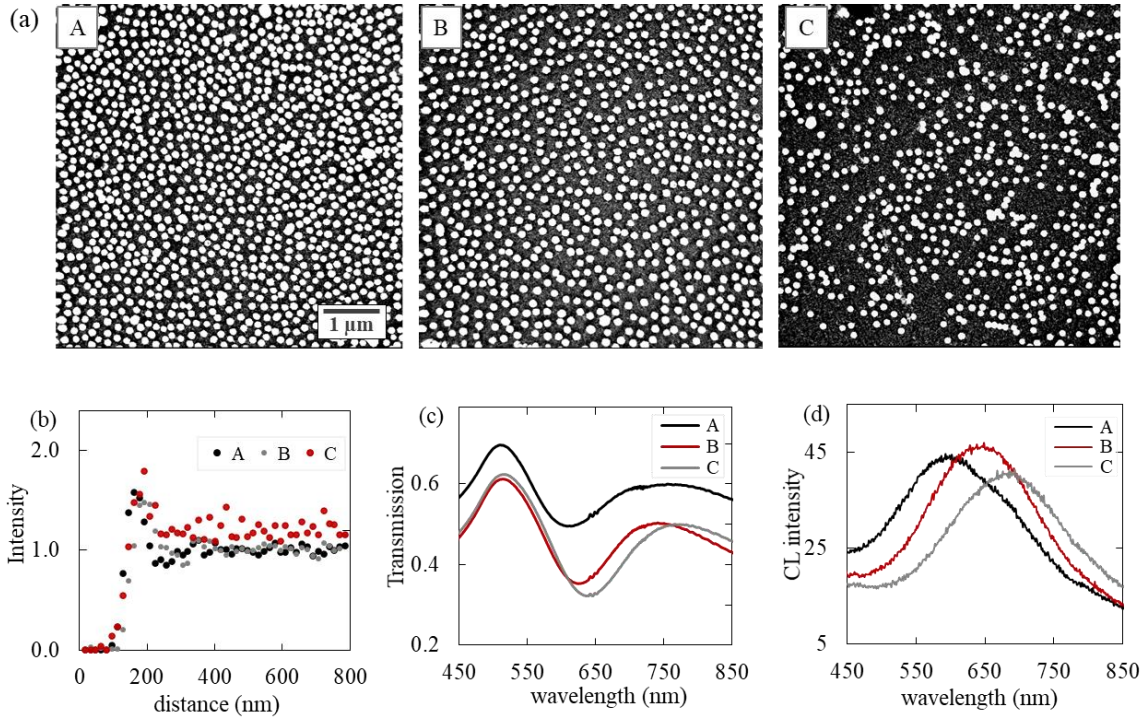 (a)
A
B
C
1 μm
(b)
2.0
1.0
0.0
Intensity
A B C
0 200 400 600 800
distance (nm)
(c)
0.6
0.4
0.2
Transmission
A
B
C
450 550 650 750 850
wavelength (nm)
(d)
45
25
5
CL intensity
A
B
C
450 550 650 750 850
wavelength (nm)